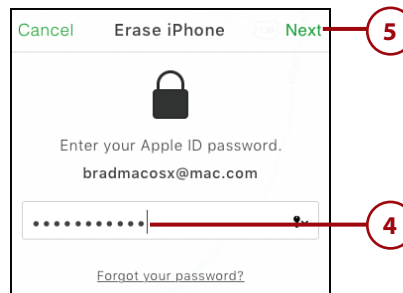 Cancel Erase iPhone Next 5
Enter your Apple ID password.
bradmacosx@mac.com
••••••••••• 4
Forgot your password?